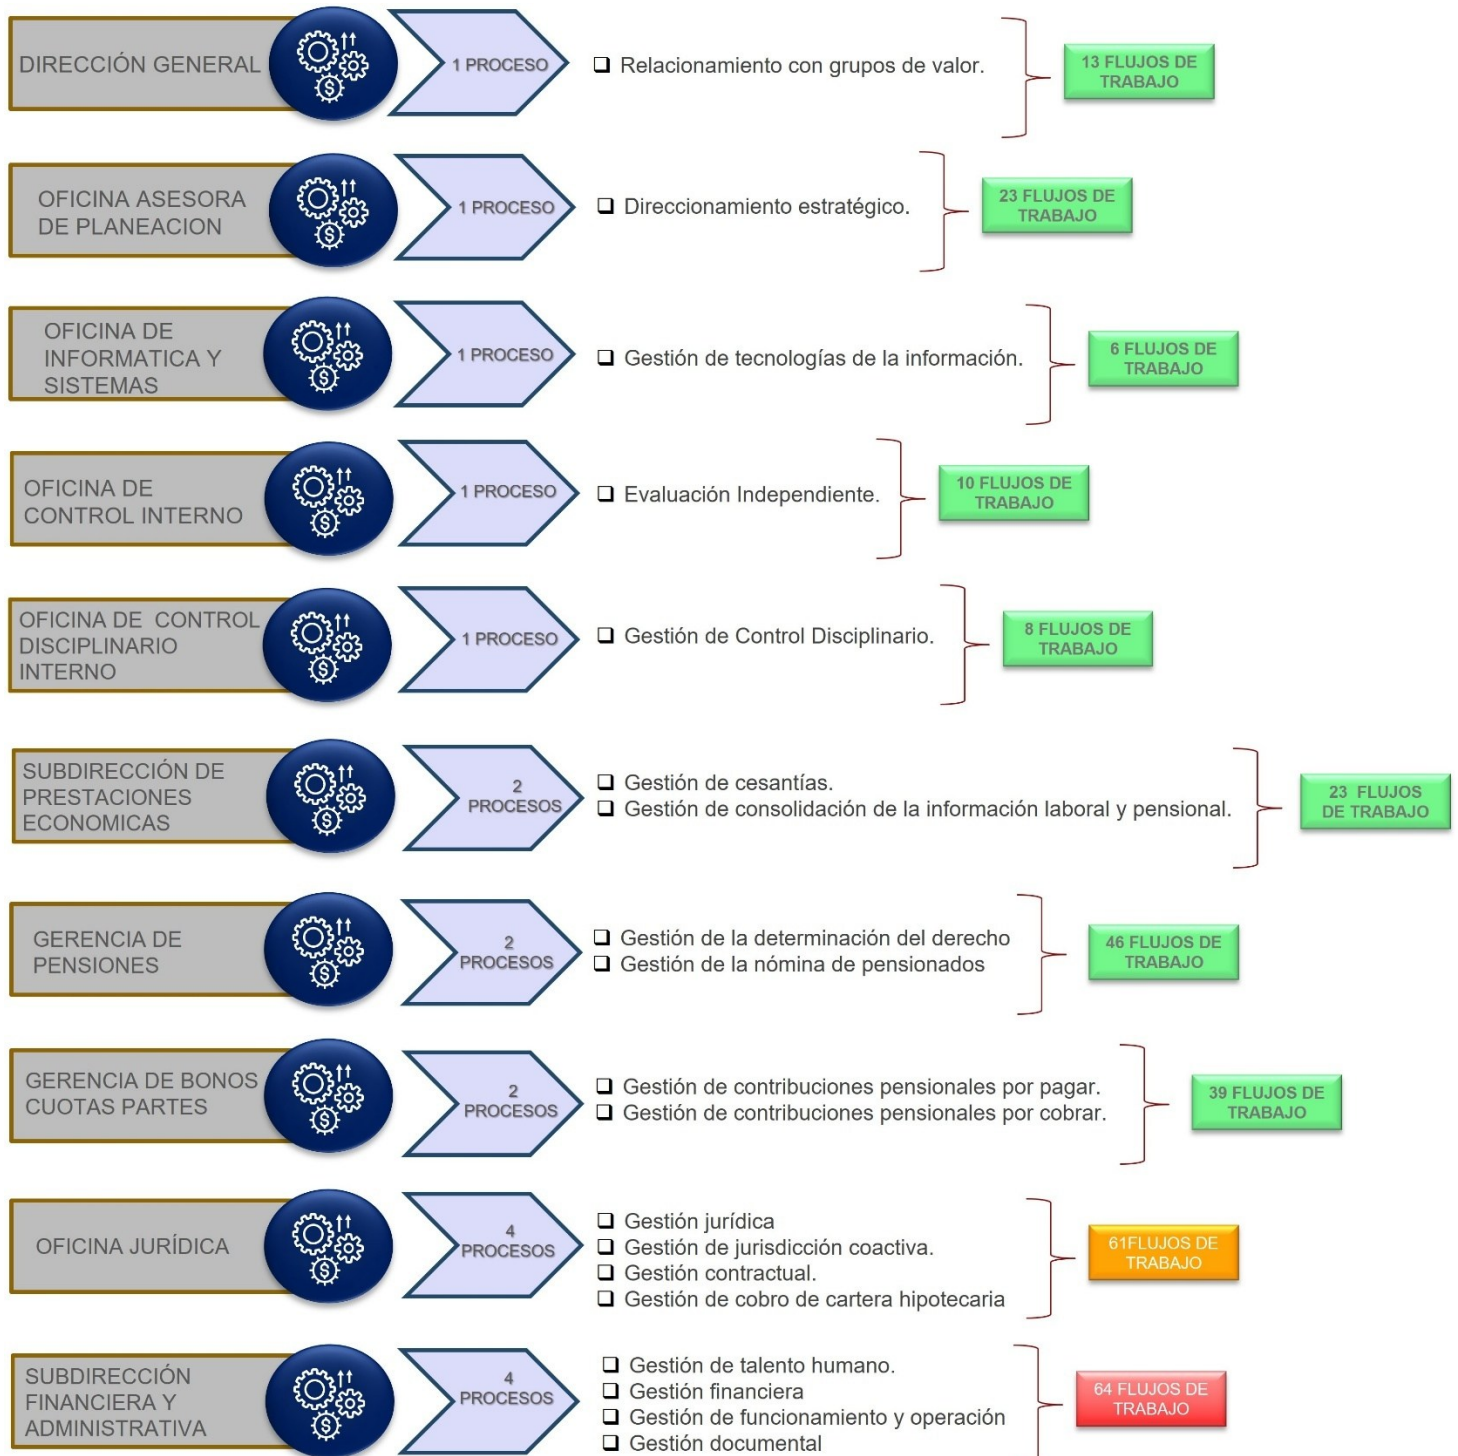 DIRECCIÓN GENERAL
1 PROCESO
Relacionamiento con grupos de valor.
13 FLUJOS DE
TRABAJO
OFICINA ASESORA
DE PLANEACION
1 PROCESO
Direccionamiento estratégico.
23 FLUJOS DE
TRABAJO
OFICINA DE
INFORMATICA Y
SISTEMAS
1 PROCESO
Gestión de tecnologías de la información.
6 FLUJOS DE
TRABAJO
OFICINA DE
CONTROL INTERNO
1 PROCESO
Evaluación Independiente.
10 FLUJOS DE
TRABAJO
OFICINA DE CONTROL
DISCIPLINARIO
INTERNO
1 PROCESO
Gestión de Control Disciplinario.
8 FLUJOS DE
TRABAJO
SUBDIRECCIÓN DE
PRESTACIONES
ECONOMICAS
2
PROCESOS
Gestión de cesantías.
Gestión de consolidación de la información laboral y pensional.
23 FLUJOS
DE TRABAJO
GERENCIA DE
PENSIONES
2
PROCESOS
Gestión de la determinación del derecho
Gestión de la nómina de pensionados
46 FLUJOS DE
TRABAJO
GERENCIA DE BONOS
CUOTAS PARTES
2
PROCESOS
Gestión de contribuciones pensionales por pagar.
Gestión de contribuciones pensionales por cobrar.
39 FLUJOS DE
TRABAJO
OFICINA JURÍDICA
4
PROCESOS
Gestión jurídica
Gestión de jurisdicción coactiva.
Gestión contractual.
Gestión de cobro de cartera hipotecaria
61FLUJOS DE
TRABAJO
SUBDIRECCIÓN
FINANCIERA Y
ADMINISTRATIVA
4
PROCESOS
Gestión de talento humano.
Gestión financiera
Gestión de funcionamiento y operación
Gestión documental
64 FLUJOS DE
TRABAJO